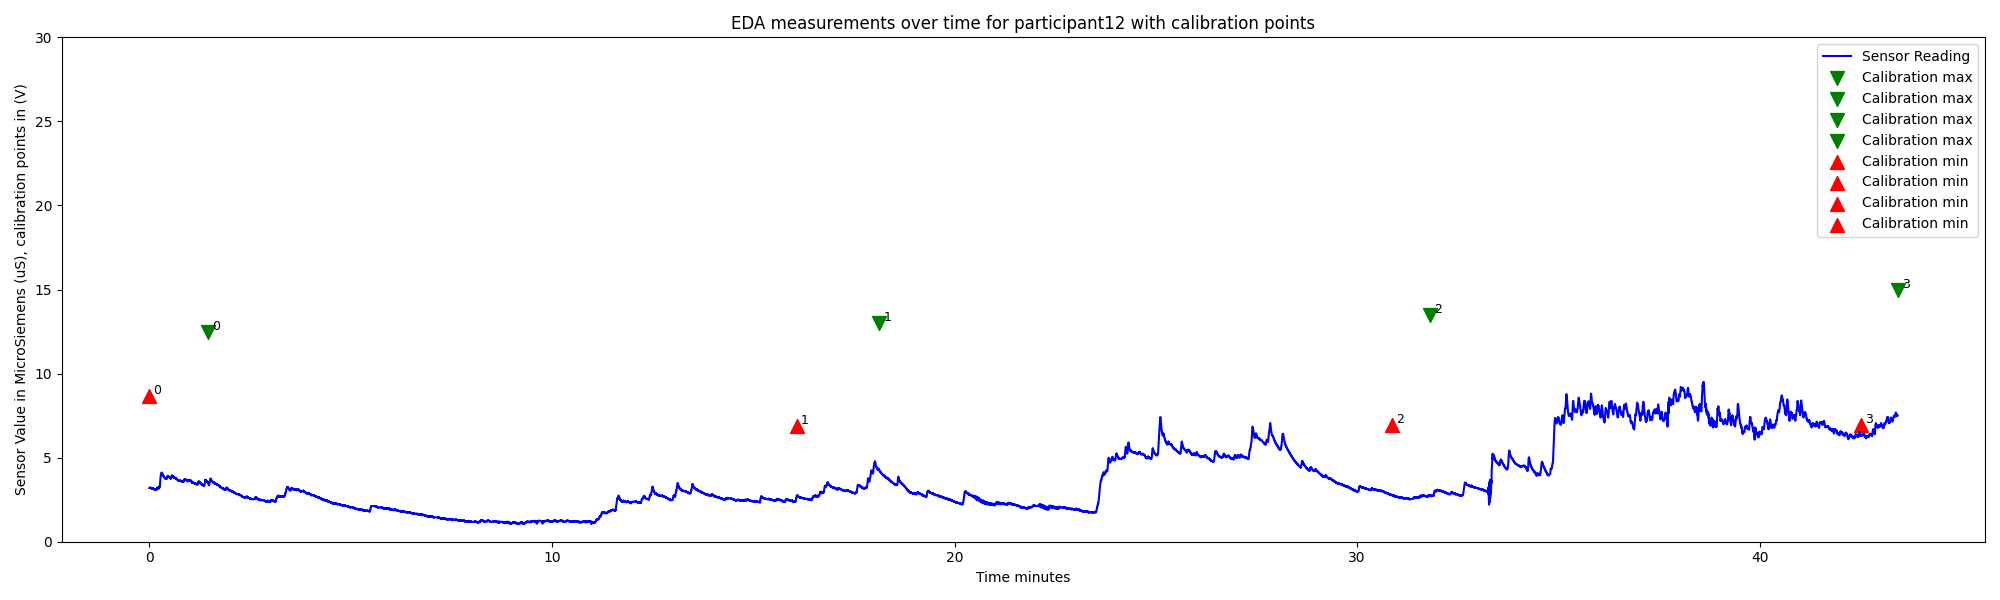 EDA measurements over time for participant12 with calibration points
Sensor Value in MicroSiemens (uS), calibration points in (V)
30
25
20
15
10
5
0
Sensor Reading
Calibration max
Calibration max
Calibration max
Calibration max
Calibration min
Calibration min
Calibration min
Calibration min
0
0
1
1
2
2
3
3
0
10
20
30
40
Time minutes